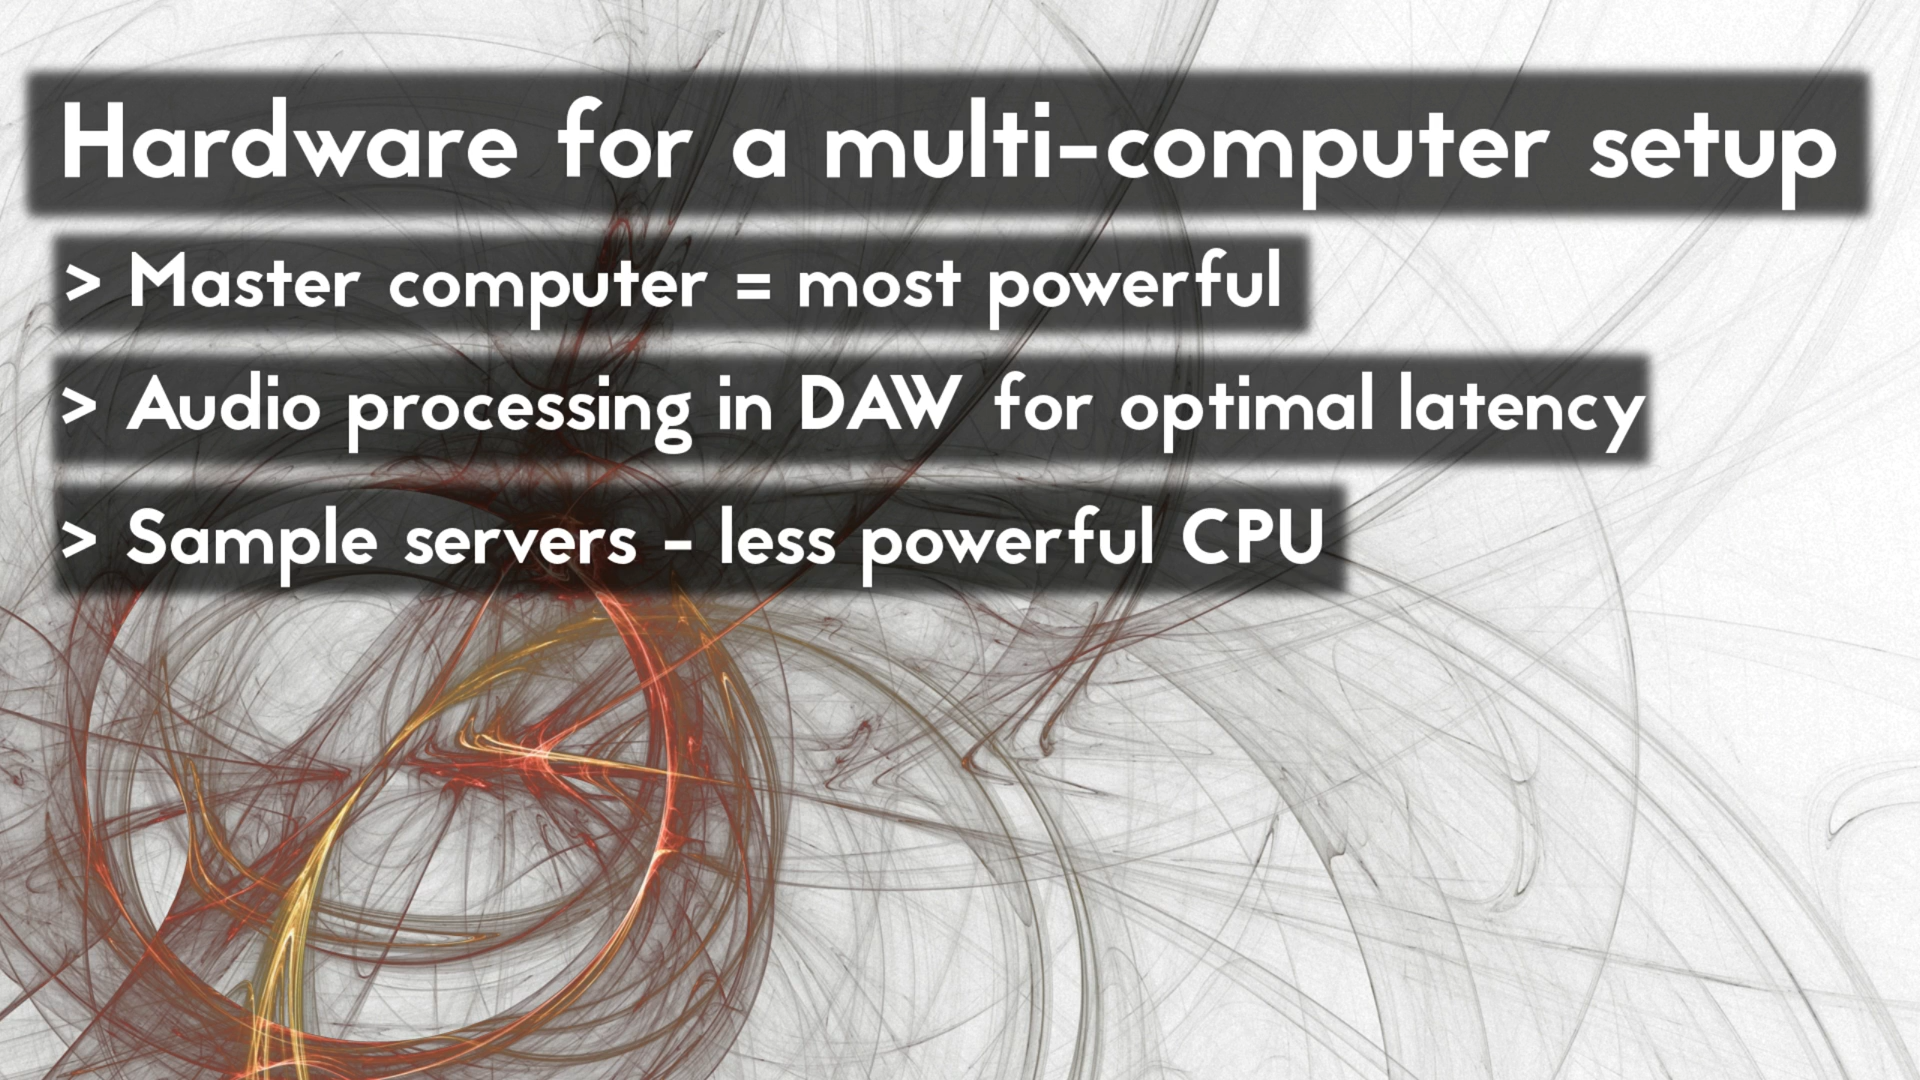 Hardware for a multi-computer setup
> Master computer = most powerful
> Audio processing in DAW for optimal latency
> Sample servers - less powerful CPU